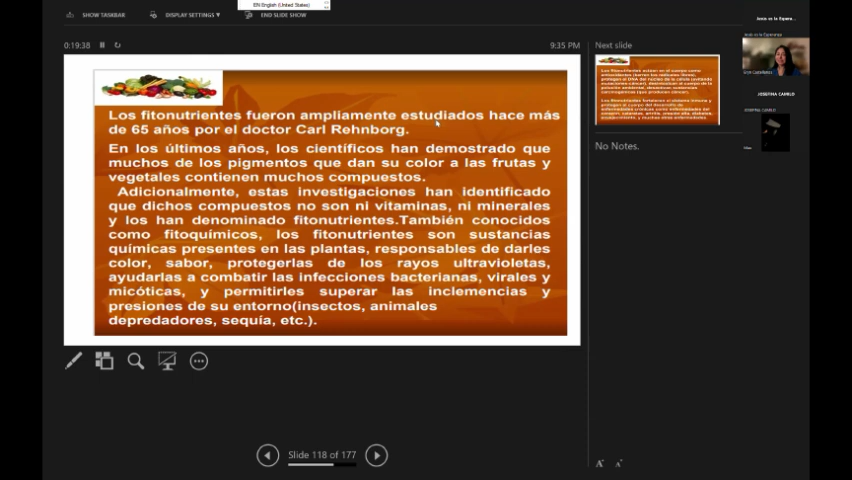 EN English (United States)
SHOW TASKBAR
DISPLAY SETTINGS ▼
END SLIDE SHOW
0:19:38
9:35 PM
Los fitonutrientes fueron ampliamente estudiados hace más
de 65 años por el doctor Carl Rehnborg.
En los últimos años, los científicos han demostrado que
muchos de los pigmentos que dan su color a las frutas y
vegetales contienen muchos compuestos.
Adicionalmente, estas investigaciones han identificado
que dichos compuestos no son ni vitaminas, ni minerales
y los han denominado fitonutrientes.También conocidos
como fitoquímicos, los fitonutrientes son sustancias
químicas presentes en las plantas, responsables de darles
color, sabor, protegerlas de los rayos ultravioletas,
ayudarlas a combatir las infecciones bacterianas, virales y
micóticas, y permitirles superar las inclemencias y
presiones de su entorno(insectos, animales
depredadores, sequía, etc.).
Slide 118 of 177
Next slide
No Notes.
A A
JOSEFINA CAMILO
JOSEFINA CAMILO